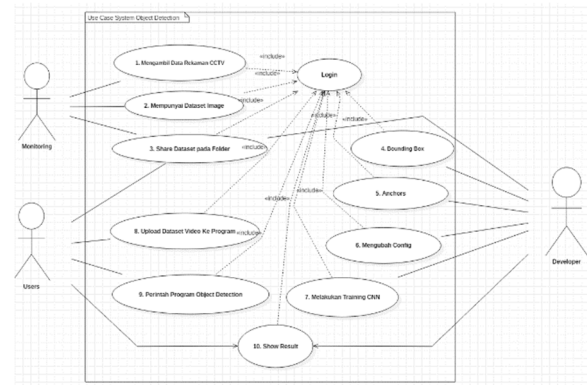 Use Case System Object Detection
1. Mengambil Data Rekaman CCTV
«include»
Login
«include»
2. Mempunyai Dataset Image
«include»
Monitoring
«include»
3. Share Dataset pada Folder
«include»
4. Bounding Box
5. Anchors
«include»
«include»
8. Upload Dataset Video Ke Program
«include»
6. Mengubah Config
Developer
Users
9. Perintah Program Object Detection
7. Melakukan Training CNN
10. Show Result